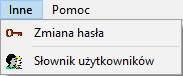 Inne Pomoc
Zmiana hasła
Słownik użytkowników